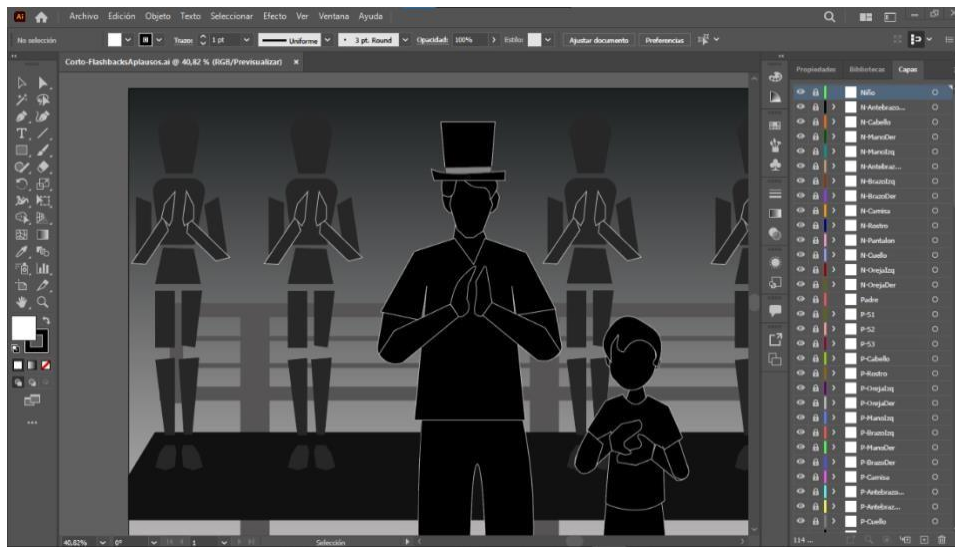 Ai Archivo Edición Objeto Texto Seleccionar Efecto Ver Ventana Ayuda
No selección Trazo: 1 pt Uniforme 3 pt. Round Opacidad: 100% Estilo: Ajustar documento Preferencias
Corto-FlashbacksAplausos.ai @ 40,82 % (RGB/Previsualizar) ×
Propiedades Bibliotecas Capas
Niño
N-Antebrazo...
N-Cabello
N-ManoDer
N-ManoIzq
N-Antebraz...
N-BrazoIzq
N-BrazoDer
N-Camisa
N-Rostro
N-Pantalon
N-Cuello
N-OrejaIzq
N-OrejaDer
Padre
P-S1
P-S2
P-S3
P-Cabello
P-Rostro
P-OrejaIzq
P-OrejaDer
P-ManoIzq
P-BrazoIzq
P-ManoDer
P-BrazoDer
P-Camisa
P-Antebrazo...
P-Antebraz...
P-Cuello
40,82% 0° 1 Selección 114 ...